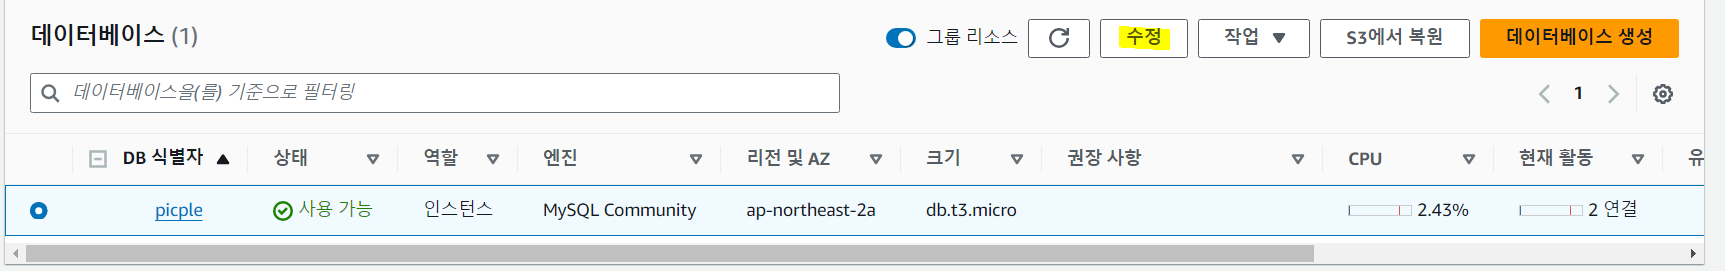 데이터베이스 (1)
그룹 리소스
수정
작업
S3에서 복원
데이터베이스 생성
데이터베이스을(를) 기준으로 필터링
1
DB 식별자 상태 역할 엔진 리전 및 AZ 크기 권장 사항 CPU 현재 활동 유
picple 사용 가능 인스턴스 MySQL Community ap-northeast-2a db.t3.micro 2.43% 2 연결